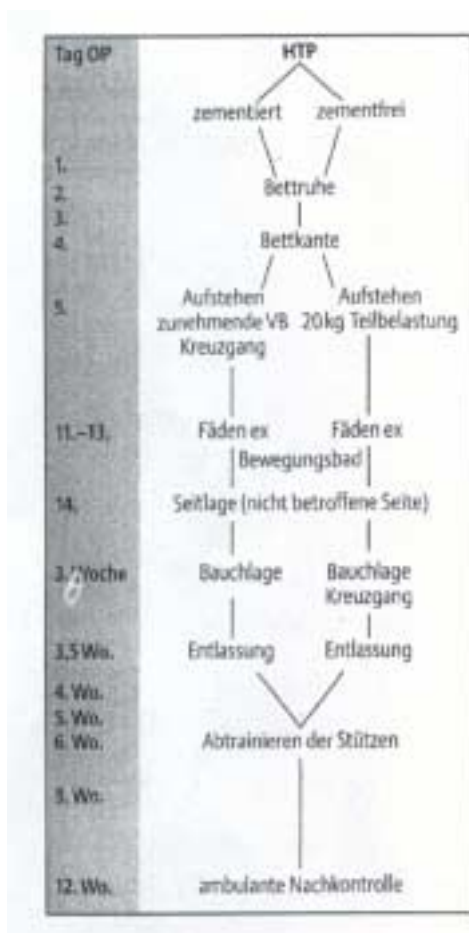 Tag OP
HTP
zementiert zementfrei
1.
2. Bettruhe
3.
4. Bettkante
5. Aufstehen Aufstehen
zunehmende VB 20kg Teilbelastung
Kreuzgang
11.–13. Fäden ex Fäden ex
Bewegungsbad
14. Seitlage (nicht betroffene Seite)
3. Woche Bauchlage Bauchlage
Kreuzgang
3,5 Wo. Entlassung Entlassung
4. Wo.
5. Wo.
6. Wo. Abtrainieren der Stützen
Wo.
12. Wo. ambulante Nachkontrolle